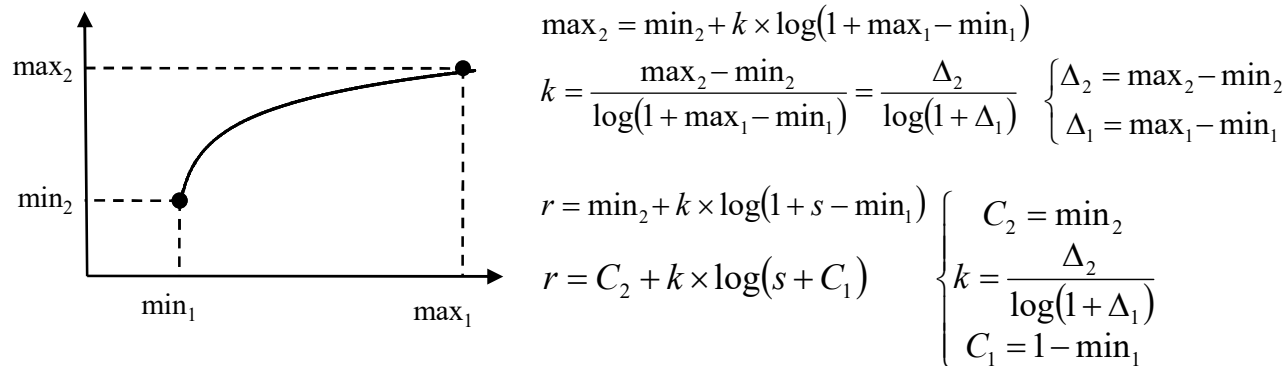 max₂
min₂
min₁
max₁
max₂ = min₂ + k × log(1 + max₁ − min₁)
k = (max₂ − min₂) / log(1 + max₁ − min₁) = Δ₂ / log(1 + Δ₁) { Δ₂ = max₂ − min₂
Δ₁ = max₁ − min₁
r = min₂ + k × log(1 + s − min₁)
r = C₂ + k × log(s + C₁)
{ C₂ = min₂
k = Δ₂ / log(1 + Δ₁)
C₁ = 1 − min₁